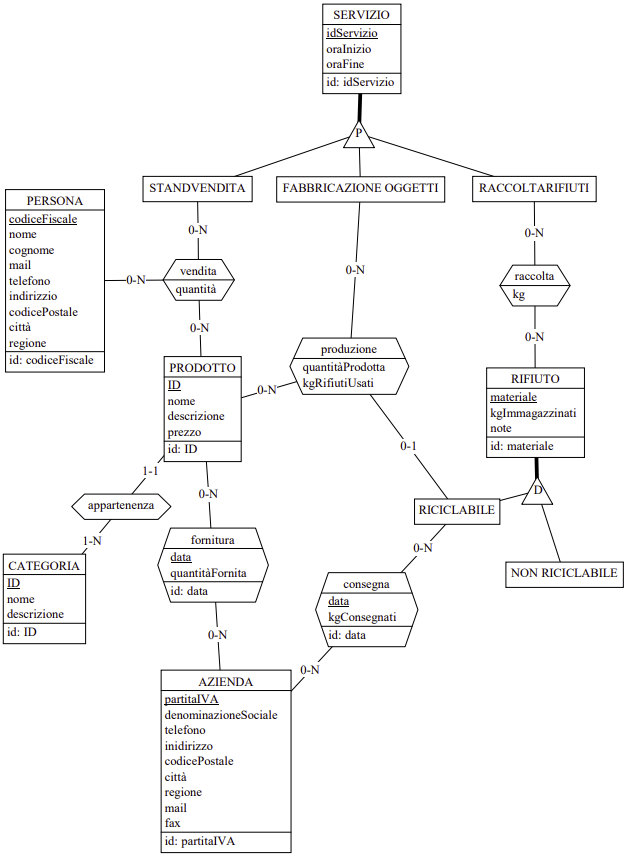 SERVIZIO
idServizio
oraInizio
oraFine
id: idServizio
P
STANDVENDITA
FABBRICAZIONE OGGETTI
RACCOLTARIFIUTI
PERSONA
codiceFiscale
nome
cognome
mail
telefono
indirizzio
codicePostale
città
regione
id: codiceFiscale
0-N
0-N
vendita
quantità
0-N
0-N
0-N
raccolta
kg
0-N
produzione
quantitàProdotta
kgRifiutiUsati
0-N
0-1
PRODOTTO
ID
nome
descrizione
prezzo
id: ID
RIFIUTO
materiale
kgImmagazzinati
note
id: materiale
D
1-1
appartenenza
1-N
0-N
RICICLABILE
0-N
NON RICICLABILE
CATEGORIA
ID
nome
descrizione
id: ID
fornitura
data
quantitàFornita
id: data
0-N
consegna
data
kgConsegnati
id: data
0-N
AZIENDA
partitaIVA
denominazioneSociale
telefono
inidirizzo
codicePostale
città
regione
mail
fax
id: partitaIVA